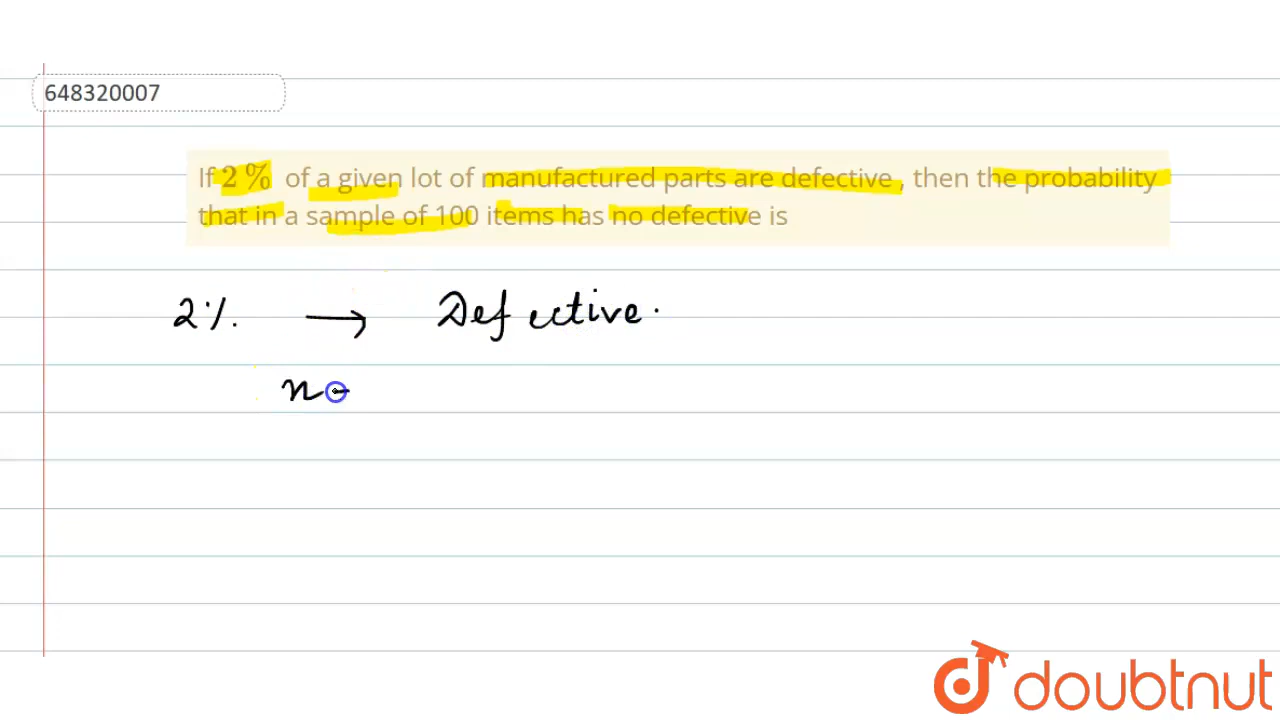 648320007
If 2% of a given lot of manufactured parts are defective , then the probability
that in a sample of 100 items has no defective is
2%. → Defective.
n
doubtnut